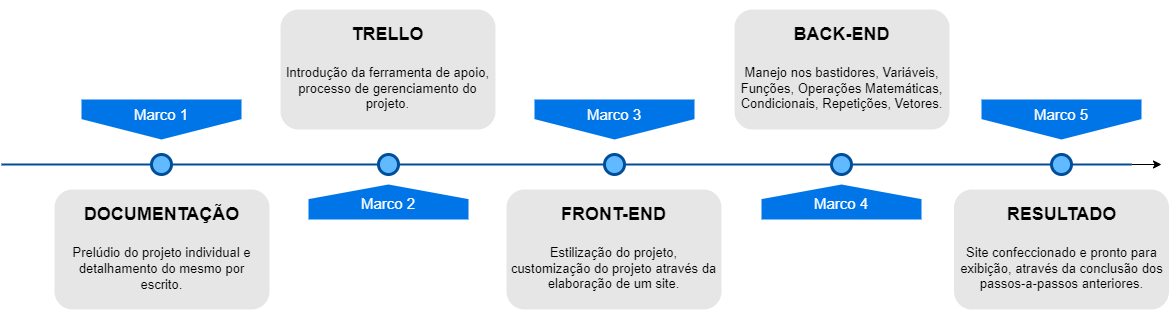 Marco 1
DOCUMENTAÇÃO
Prelúdio do projeto individual e
detalhamento do mesmo por
escrito.
TRELLO
Introdução da ferramenta de apoio,
processo de gerenciamento do
projeto.
Marco 2
Marco 3
FRONT-END
Estilização do projeto,
customização do projeto através da
elaboração de um site.
BACK-END
Manejo nos bastidores, Variáveis,
Funções, Operações Matemáticas,
Condicionais, Repetições, Vetores.
Marco 4
Marco 5
RESULTADO
Site confeccionado e pronto para
exibição, através da conclusão dos
passos-a-passos anteriores.